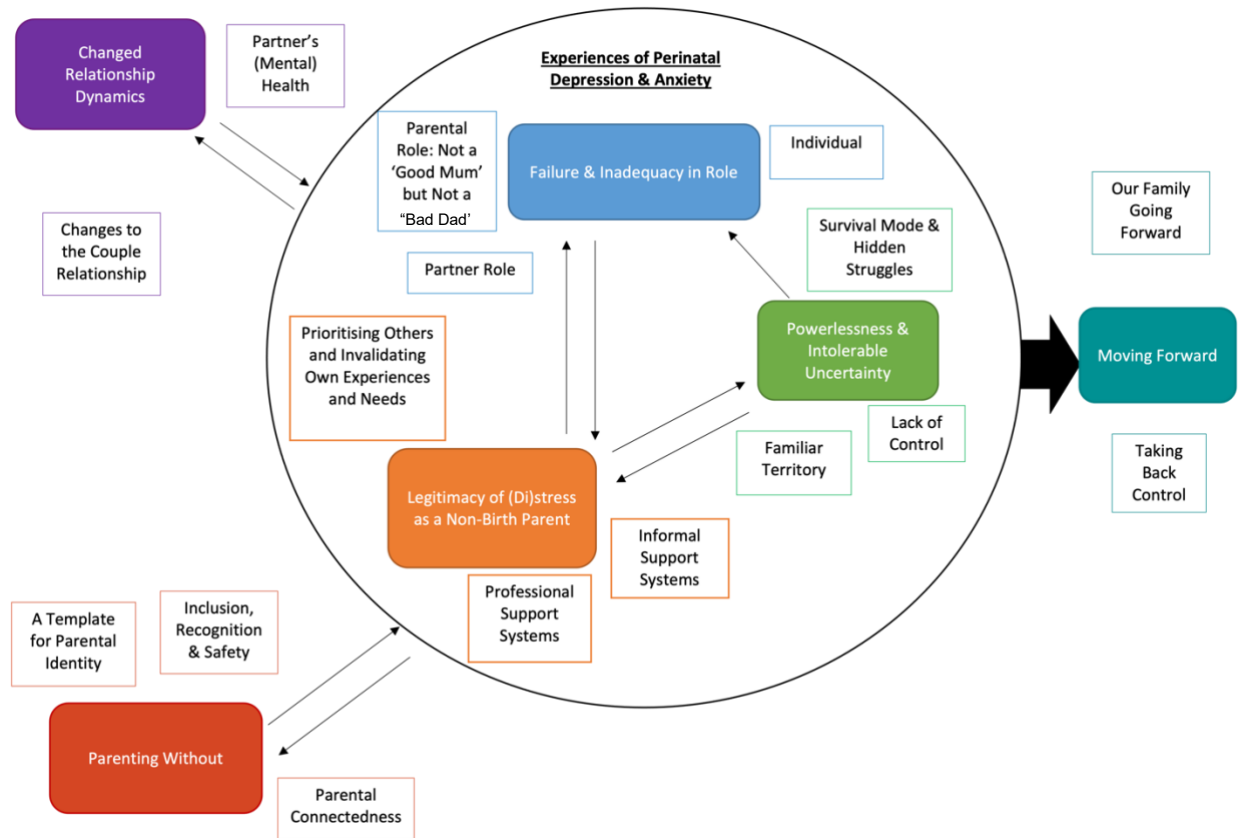 Changed
Relationship
Dynamics
Partner’s
(Mental)
Health
Changes to
the Couple
Relationship
Experiences of Perinatal
Depression & Anxiety
Parental
Role: Not a
‘Good Mum’
but Not a
“Bad Dad’
Failure & Inadequacy in Role
Individual
Partner Role
Survival Mode &
Hidden
Struggles
Prioritising Others
and Invalidating
Own Experiences
and Needs
Powerlessness &
Intolerable
Uncertainty
Lack of
Control
Familiar
Territory
Legitimacy of (Di)stress
as a Non-Birth Parent
Informal
Support
Systems
Professional
Support
Systems
Our Family
Going
Forward
Moving Forward
Taking
Back
Control
A Template
for Parental
Identity
Inclusion,
Recognition
& Safety
Parenting Without
Parental
Connectedness